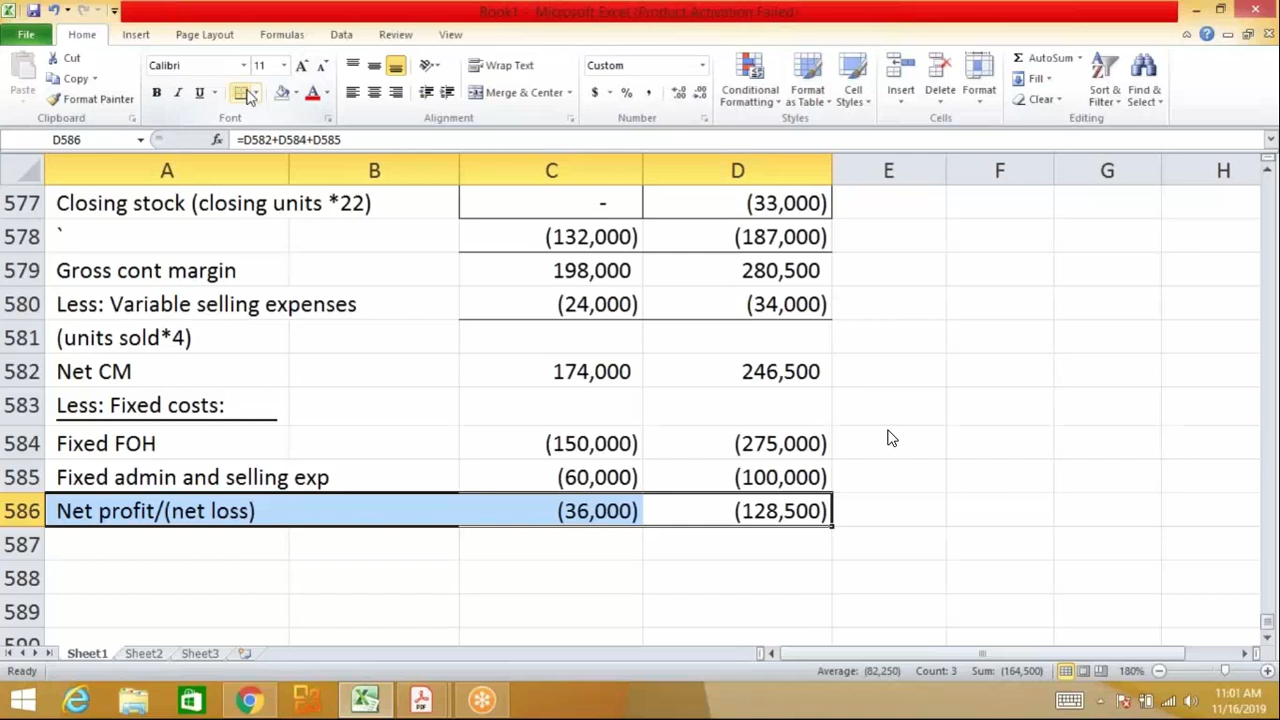 Book1 - Microsoft Excel (Product Activation Failed)
File Home Insert Page Layout Formulas Data Review View
Paste Cut Copy Format Painter Clipboard
Calibri 11 B I U Font
Wrap Text Merge & Center Alignment
Custom $ % , Number
Conditional Formatting Format as Table Cell Styles Styles
Insert Delete Format Cells
Σ AutoSum Fill Clear Sort & Filter Find & Select Editing
D586 fx =D582+D584+D585
A B C D E F G H
577 Closing stock (closing units *22) - (33,000)
578 ` (132,000) (187,000)
579 Gross cont margin 198,000 280,500
580 Less: Variable selling expenses (24,000) (34,000)
581 (units sold*4)
582 Net CM 174,000 246,500
583 Less: Fixed costs:
584 Fixed FOH (150,000) (275,000)
585 Fixed admin and selling exp (60,000) (100,000)
586 Net profit/(net loss) (36,000) (128,500)
587
588
589
590
Sheet1 Sheet2 Sheet3
Ready Average: (82,250) Count: 3 Sum: (164,500) 180%
PDF
11:01 AM
11/16/2019